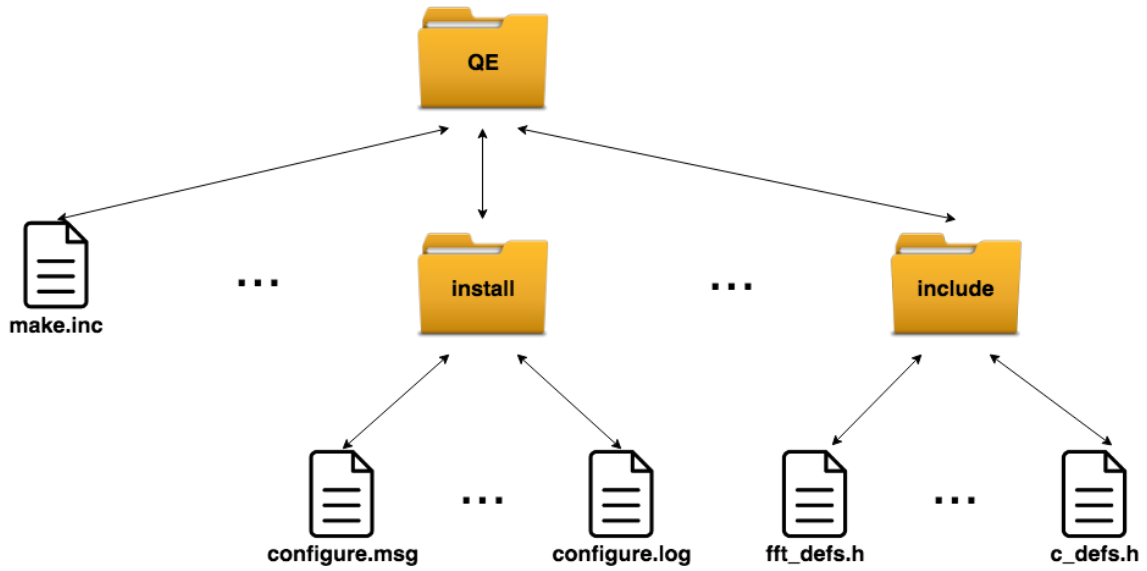 QE
make.inc
...
install
...
include
configure.msg
...
configure.log
fft_defs.h
...
c_defs.h